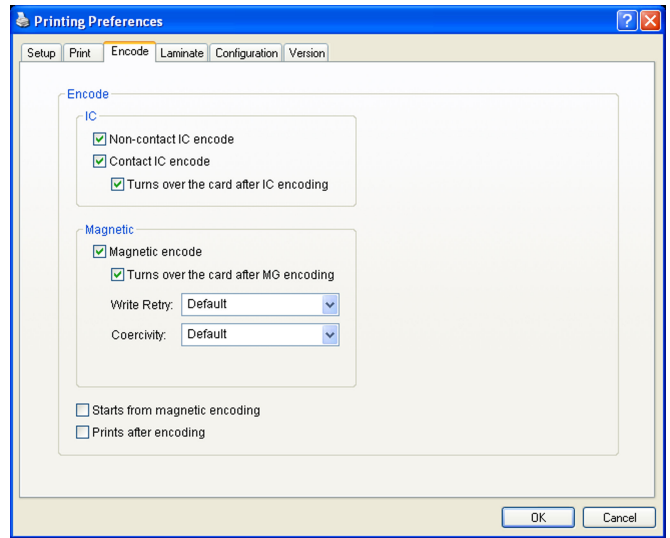 Printing Preferences
Setup Print Encode Laminate Configuration Version
Encode
IC
Non-contact IC encode
Contact IC encode
Turns over the card after IC encoding
Magnetic
Magnetic encode
Turns over the card after MG encoding
Write Retry: Default
Coercivity: Default
Starts from magnetic encoding
Prints after encoding
OK Cancel